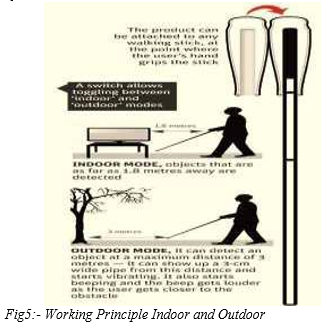 The product can
be attached to any
walking stick, at
the point where
the user's hand
grips the stick
A switch allows
toggling between
'indoor' and
'outdoor' modes
1.8 metres
INDOOR MODE, objects that are
as far as 1.8 metres away are
detected
3 metres
OUTDOOR MODE, it can detect an
object at a maximum distance of 3
metres — it can show up a 3-cm
wide pipe from this distance and
starts vibrating. It also starts
beeping and the beep gets louder
as the user gets closer to the
obstacle
Fig5:- Working Principle Indoor and Outdoor